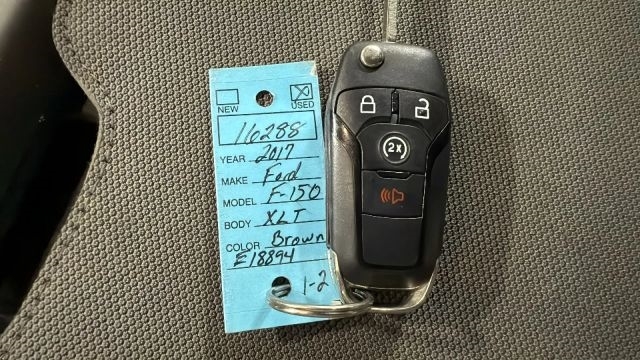 NEW USED
16288
YEAR 2017
MAKE Ford
MODEL F-150
BODY XLT
COLOR Brown
E18894
1-2
2x